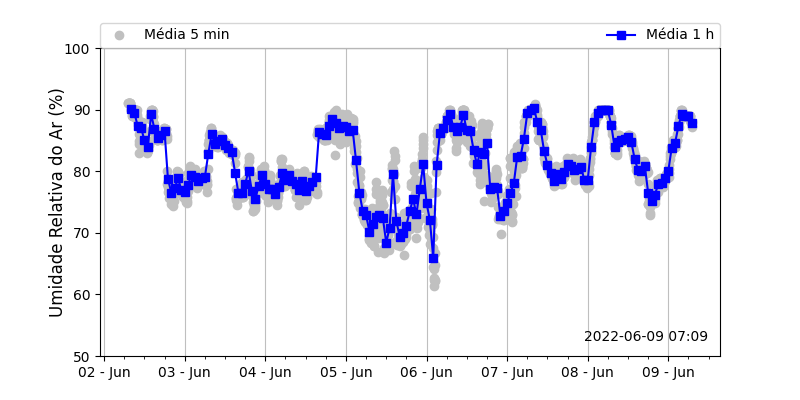 Média 5 min
Média 1 h
Umidade Relativa do Ar (%)
100
90
80
70
60
50
2022-06-09 07:09
02 - Jun
03 - Jun
04 - Jun
05 - Jun
06 - Jun
07 - Jun
08 - Jun
09 - Jun